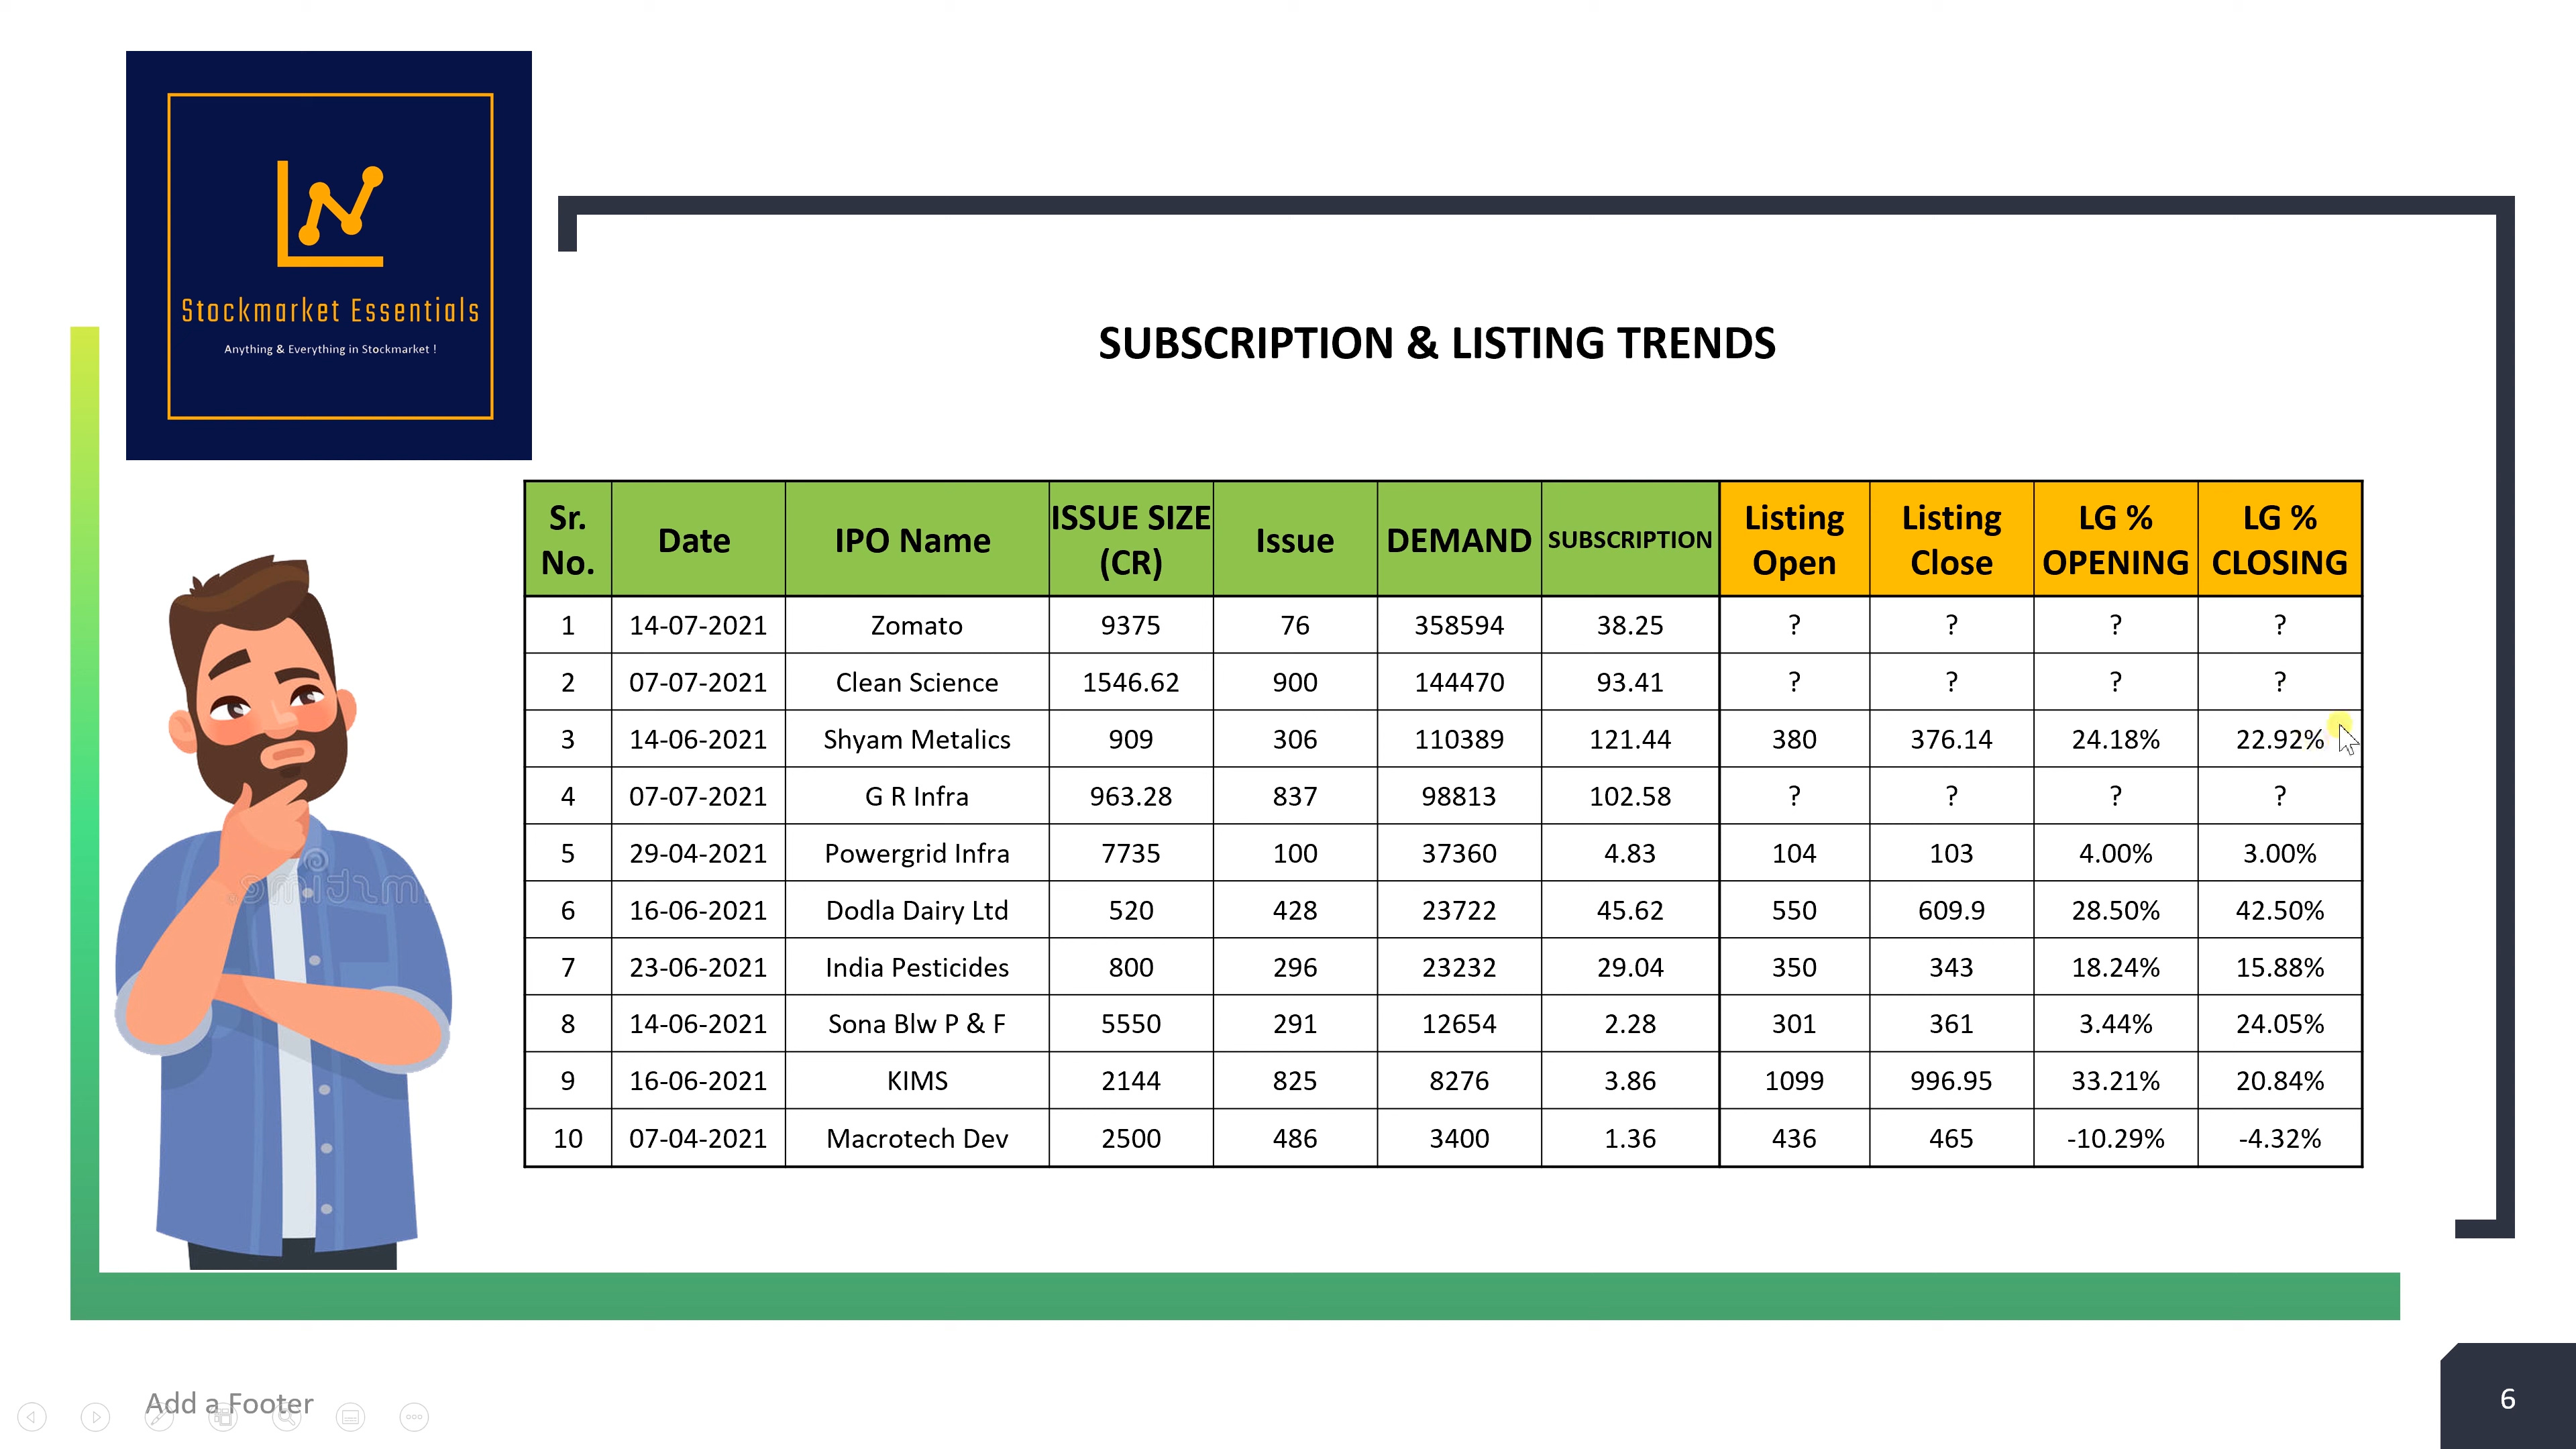 Stockmarket Essentials
Anything & Everything in Stockmarket !
SUBSCRIPTION & LISTING TRENDS
Sr. No. Date IPO Name ISSUE SIZE (CR) Issue DEMAND SUBSCRIPTION Listing Open Listing Close LG % OPENING LG % CLOSING
1 14-07-2021 Zomato 9375 76 358594 38.25 ? ? ? ?
2 07-07-2021 Clean Science 1546.62 900 144470 93.41 ? ? ? ?
3 14-06-2021 Shyam Metalics 909 306 110389 121.44 380 376.14 24.18% 22.92%
4 07-07-2021 G R Infra 963.28 837 98813 102.58 ? ? ? ?
5 29-04-2021 Powergrid Infra 7735 100 37360 4.83 104 103 4.00% 3.00%
6 16-06-2021 Dodla Dairy Ltd 520 428 23722 45.62 550 609.9 28.50% 42.50%
7 23-06-2021 India Pesticides 800 296 23232 29.04 350 343 18.24% 15.88%
8 14-06-2021 Sona Blw P & F 5550 291 12654 2.28 301 361 3.44% 24.05%
9 16-06-2021 KIMS 2144 825 8276 3.86 1099 996.95 33.21% 20.84%
10 07-04-2021 Macrotech Dev 2500 486 3400 1.36 436 465 -10.29% -4.32%
Add a Footer
6